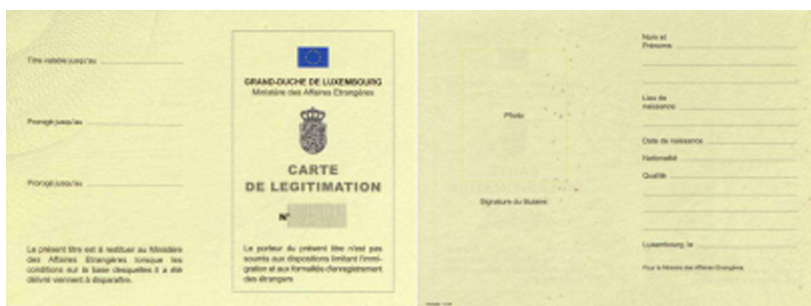 Titre valable jusqu'au
Prorogé jusqu'au
Prorogé jusqu'au
Le présent titre est à restituer au Ministère
des Affaires Etrangères lorsque les
conditions sur la base desquelles il a été
délivré viennent à disparaître.
GRAND-DUCHE DE LUXEMBOURG
Ministère des Affaires Etrangères
CARTE
DE LEGITIMATION
N°
Le porteur du présent titre n'est pas
soumis aux dispositions limitant l'immi-
gration et aux formalités d'enregistrement
des étrangers
Photo
Signature du titulaire
Nom et
Prénoms
Lieu de
naissance
Date de naissance
Nationalité
Qualité
Luxembourg, le
Pour le Ministre des Affaires Etrangères